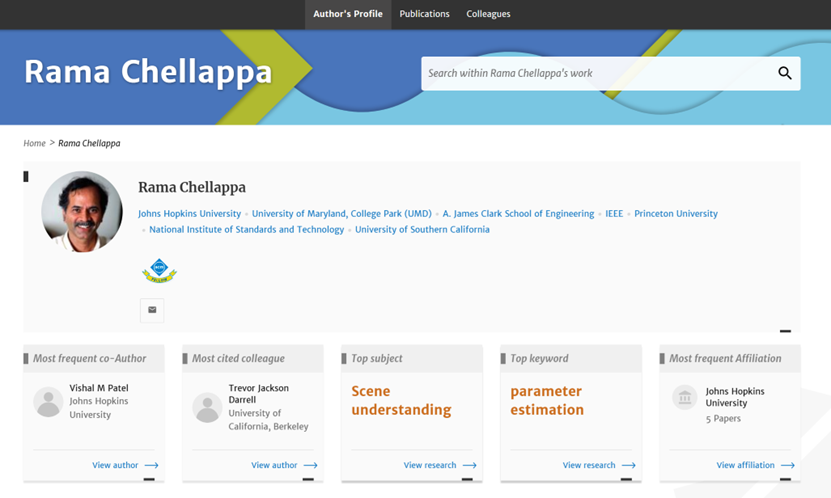 Author's Profile Publications Colleagues
Rama Chellappa
Search within Rama Chellappa's work
Home > Rama Chellappa
Rama Chellappa
Johns Hopkins University University of Maryland, College Park (UMD) A. James Clark School of Engineering IEEE Princeton University
National Institute of Standards and Technology University of Southern California
Most frequent co-Author
Vishal M Patel
Johns Hopkins
University
View author
Most cited colleague
Trevor Jackson
Darrell
University of
California, Berkeley
View author
Top subject
Scene
understanding
View research
Top keyword
parameter
estimation
View research
Most frequent Affiliation
Johns Hopkins
University
5 Papers
View affiliation